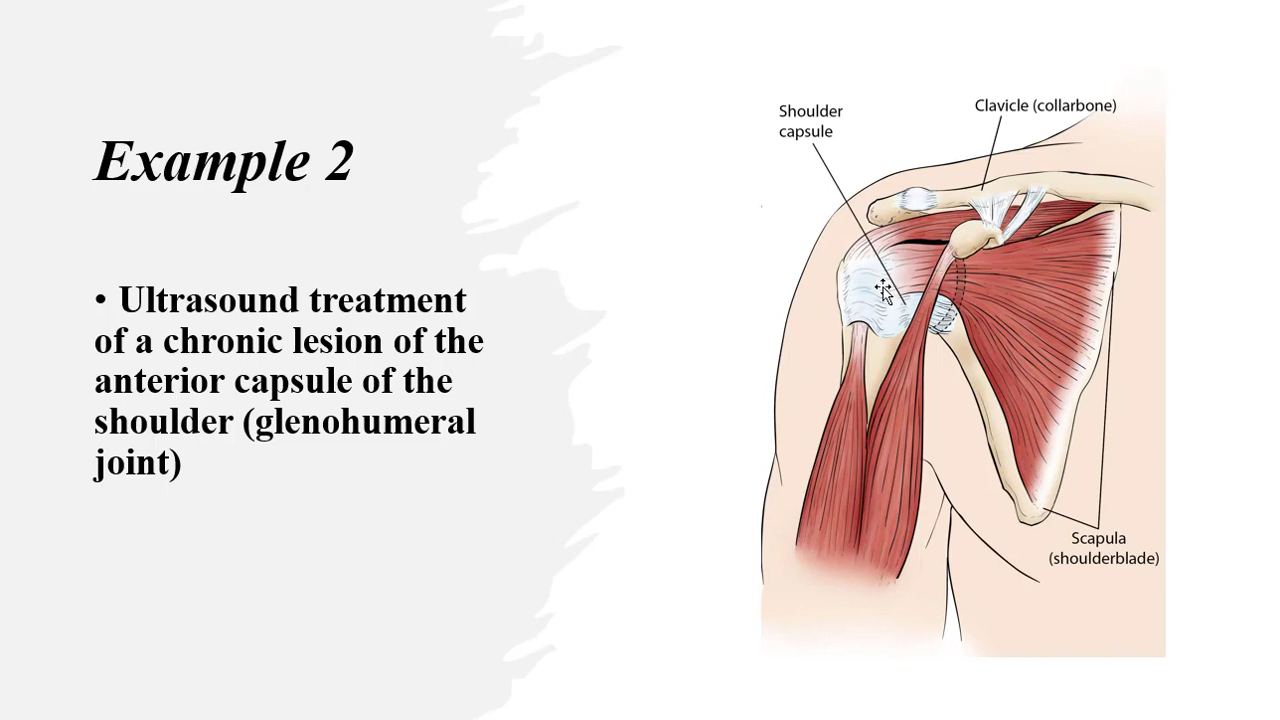 Example 2
• Ultrasound treatment
of a chronic lesion of the
anterior capsule of the
shoulder (glenohumeral
joint)
Shoulder
capsule
Clavicle (collarbone)
Scapula
(shoulderblade)